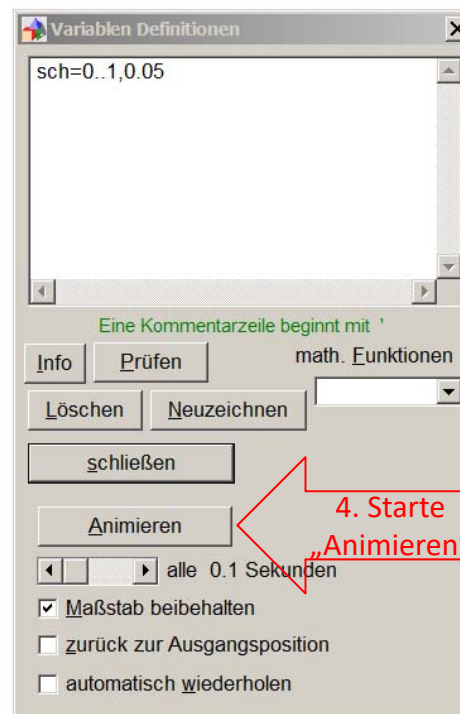 Variablen Definitionen
sch=0..1,0.05
Eine Kommentarzeile beginnt mit '
Info
Prüfen
math. Funktionen
Löschen
Neuzeichnen
schließen
Animieren
4. Starte
„Animieren“
alle 0.1 Sekunden
Maßstab beibehalten
zurück zur Ausgangsposition
automatisch wiederholen